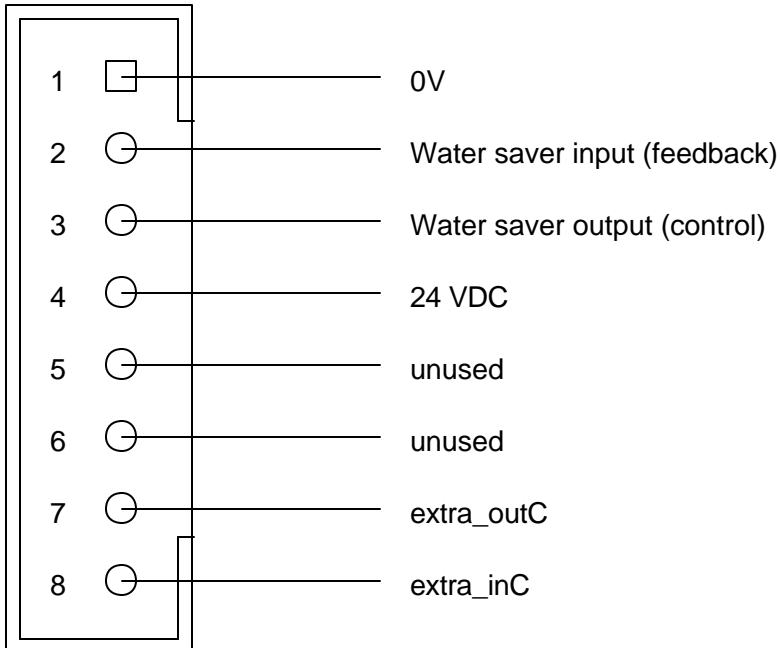 1 0V
2 Water saver input (feedback)
3 Water saver output (control)
4 24 VDC
5 unused
6 unused
7 extra_outC
8 extra_inC